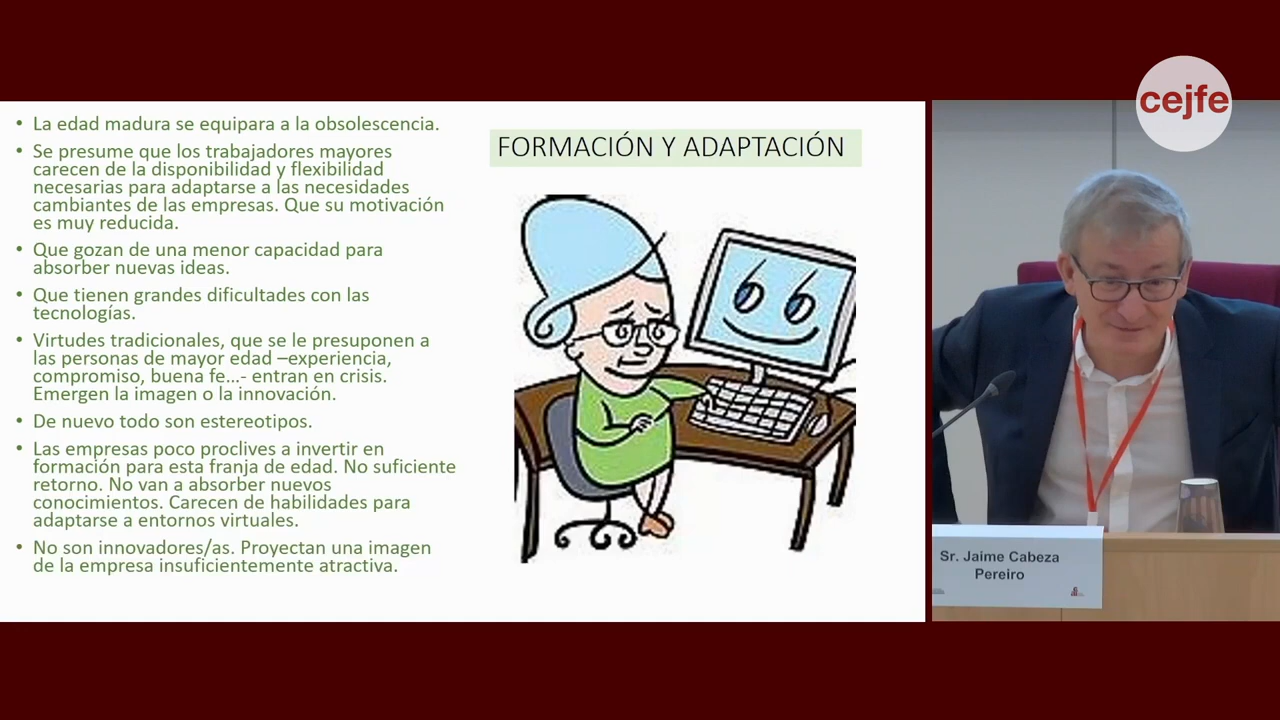 cejfe
• La edad madura se equipara a la obsolescencia.
• Se presume que los trabajadores mayores
carecen de la disponibilidad y flexibilidad
necesarias para adaptarse a las necesidades
cambiantes de las empresas. Que su motivación
es muy reducida.
• Que gozan de una menor capacidad para
absorber nuevas ideas.
• Que tienen grandes dificultades con las
tecnologías.
• Virtudes tradicionales, que se le presuponen a
las personas de mayor edad –experiencia,
compromiso, buena fe…- entran en crisis.
Emergen la imagen o la innovación.
• De nuevo todo son estereotipos.
• Las empresas poco proclives a invertir en
formación para esta franja de edad. No suficiente
retorno. No van a absorber nuevos
conocimientos. Carecen de habilidades para
adaptarse a entornos virtuales.
• No son innovadores/as. Proyectan una imagen
de la empresa insuficientemente atractiva.
FORMACIÓN Y ADAPTACIÓN
Sr. Jaime Cabeza
Pereiro